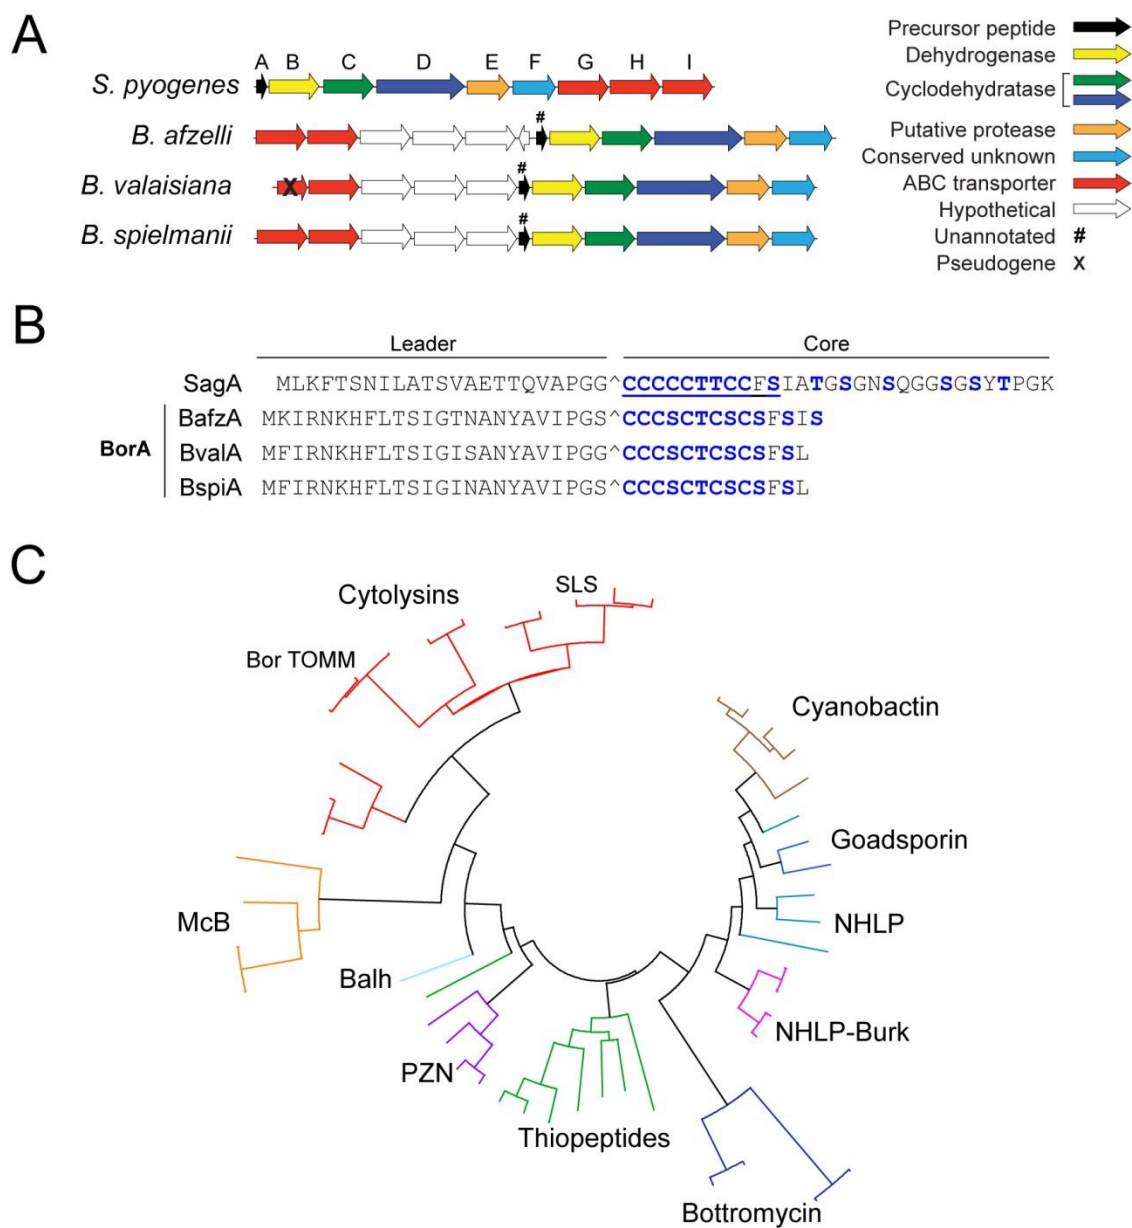 A
A B C D E F G H I
S. pyogenes
#
B. afzelli
#
B. valaisiana X
#
B. spielmanii
Precursor peptide
Dehydrogenase
Cyclodehydratase
Putative protease
Conserved unknown
ABC transporter
Hypothetical
Unannotated #
Pseudogene X
B
Leader Core
SagA MLKFTSNILATSVAETTQVAPGG^CCCCCTTCCFSIATGSGNSQGGSGSYTPGK
BafzA MKIRNKHFLTSIGTNANYAVIPGS^CCCSCTCSCSFSIS
BorA
BvalA MFIRNKHFLTSIGISANYAVIPGS^CCCSCTCSCSFSL
BspiA MFIRNKHFLTSIGINANYAVIPGS^CCCSCTCSCSFSL
C
Cytolysins
SLS
Bor TOMM
Cyanobactin
Goadsporin
McB
NHLP
Balh
NHLP-Burk
PZN
Thiopeptides
Bottromycin